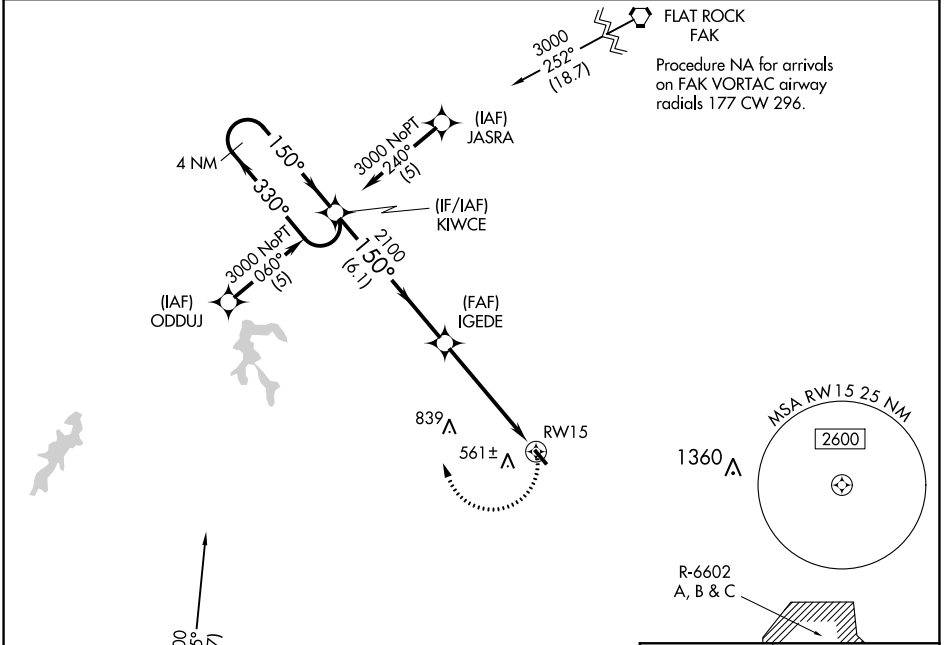 FLAT ROCK
FAK
3000
252°
(18.7)
Procedure NA for arrivals
on FAK VORTAC airway
radials 177 CW 296.
(IAF)
JASRA
3000 NoPT
240°
(5)
4 NM
150°
330°
(IF/IAF)
KIWCE
3000 NoPT
060°
(5)
2100
150°
(6.1)
(IAF)
ODDUJ
(FAF)
IGEDE
839
561±
RW15
1360
MSA RW15 25 NM
2600
R-6602
A, B & C